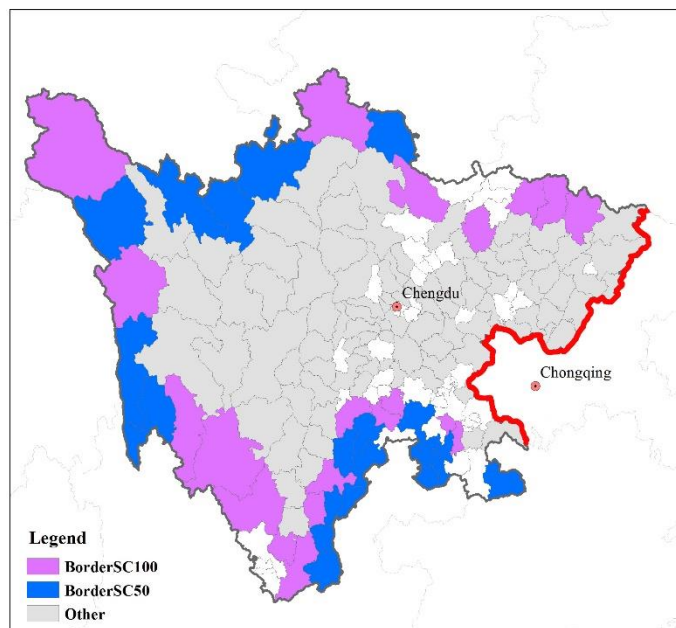 Chengdu
Chongqing
Legend
BorderSC100
BorderSC50
Other